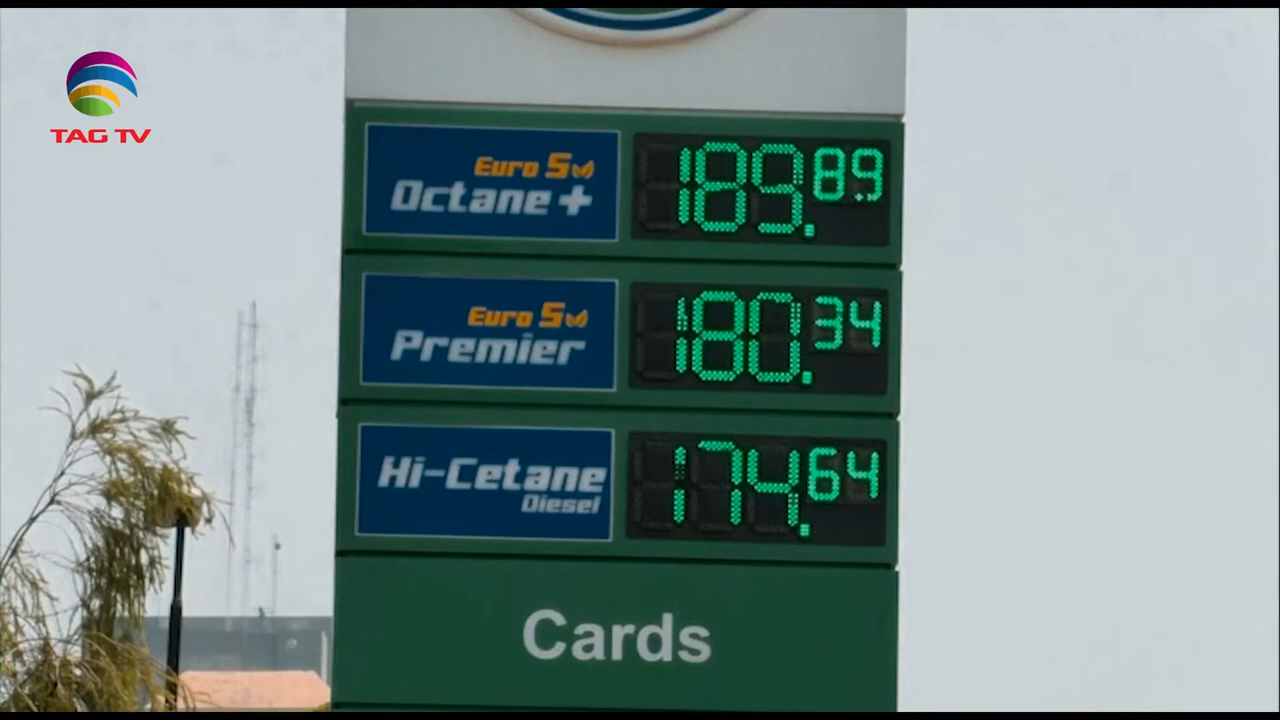 TAG TV
Euro 5
Octane +
189.89
Euro 5
Premier
180.34
Hi-Cetane
Diesel
174.64
Cards